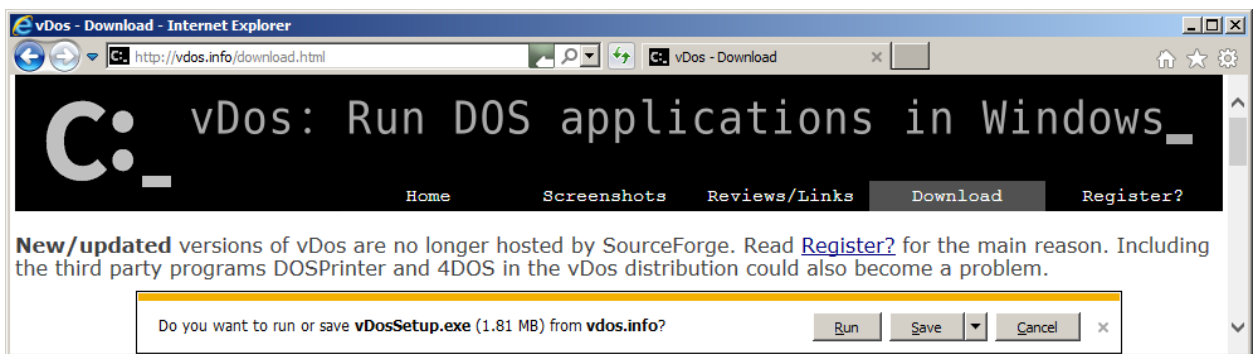 vDos - Download - Internet Explorer
http://vdos.info/download.html
C:
vDos - Download
C:_ vDos: Run DOS applications in Windows_
Home Screenshots Reviews/Links Download Register?
New/updated versions of vDos are no longer hosted by SourceForge. Read Register? for the main reason. Including
the third party programs DOSPrinter and 4DOS in the vDos distribution could also become a problem.
Do you want to run or save vDosSetup.exe (1.81 MB) from vdos.info? Run Save Cancel